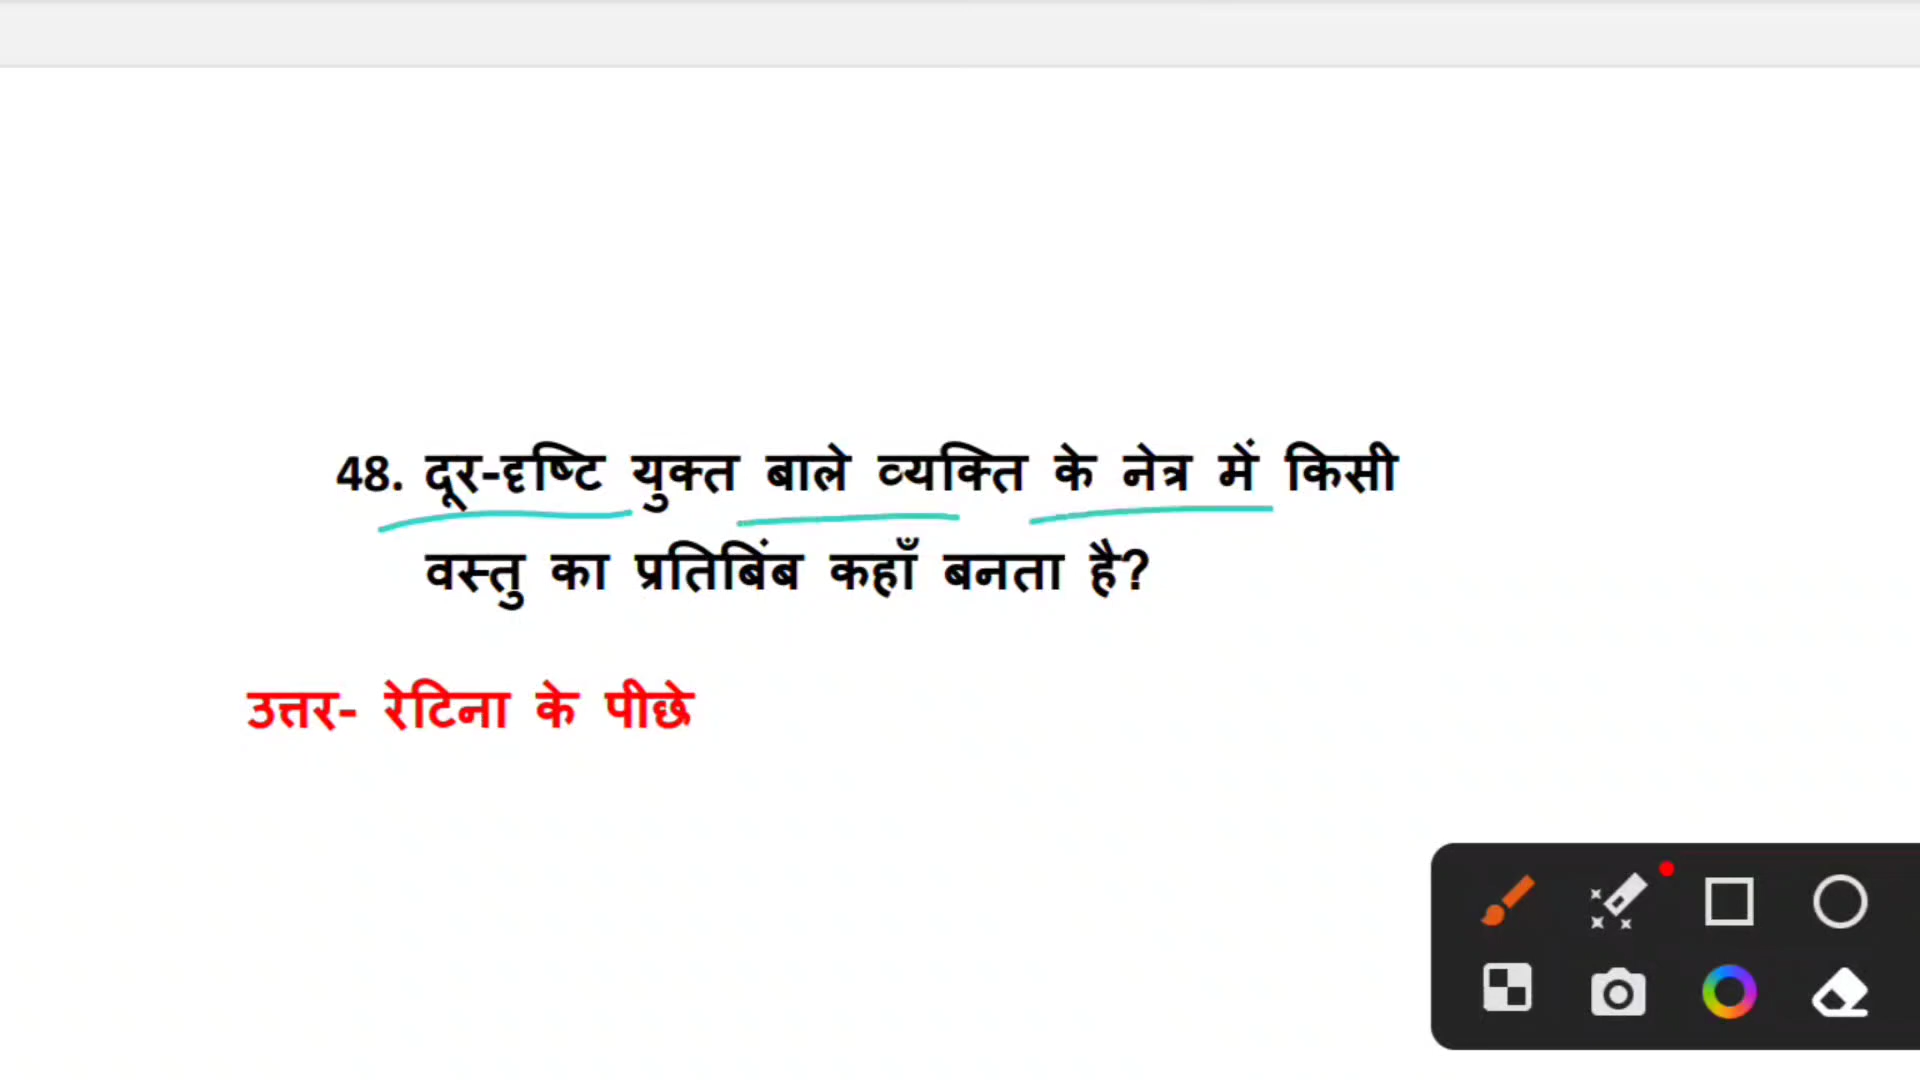 48. दूर-दृष्टि युक्त बाले व्यक्ति के नेत्र में किसी
वस्तु का प्रतिबिंब कहाँ बनता है?
उत्तर- रेटिना के पीछे